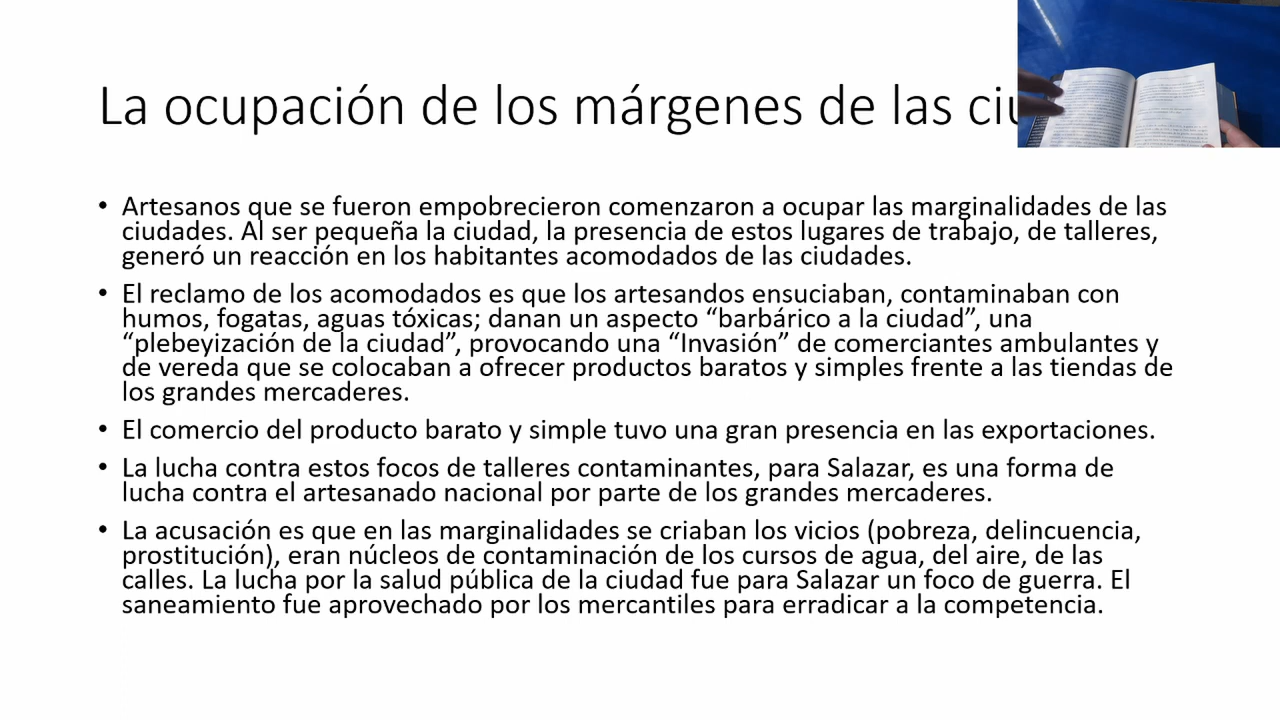 La ocupación de los márgenes de las
• Artesanos que se fueron empobrecieron comenzaron a ocupar las marginalidades de las
ciudades. Al ser pequeña la ciudad, la presencia de estos lugares de trabajo, de talleres,
generó un reacción en los habitantes acomodados de las ciudades.
• El reclamo de los acomodados es que los artesandos ensuciaban, contaminaban con
humos, fogatas, aguas tóxicas; danan un aspecto “barbárico a la ciudad”, una
“plebeyización de la ciudad”, provocando una “Invasión” de comerciantes ambulantes y
de vereda que se colocaban a ofrecer productos baratos y simples frente a las tiendas de
los grandes mercaderes.
• El comercio del producto barato y simple tuvo una gran presencia en las exportaciones.
• La lucha contra estos focos de talleres contaminantes, para Salazar, es una forma de
lucha contra el artesanado nacional por parte de los grandes mercaderes.
• La acusación es que en las marginalidades se criaban los vicios (pobreza, delincuencia,
prostitución), eran núcleos de contaminación de los cursos de agua, del aire, de las
calles. La lucha por la salud pública de la ciudad fue para Salazar un foco de guerra. El
saneamiento fue aprovechado por los mercantiles para erradicar a la competencia.